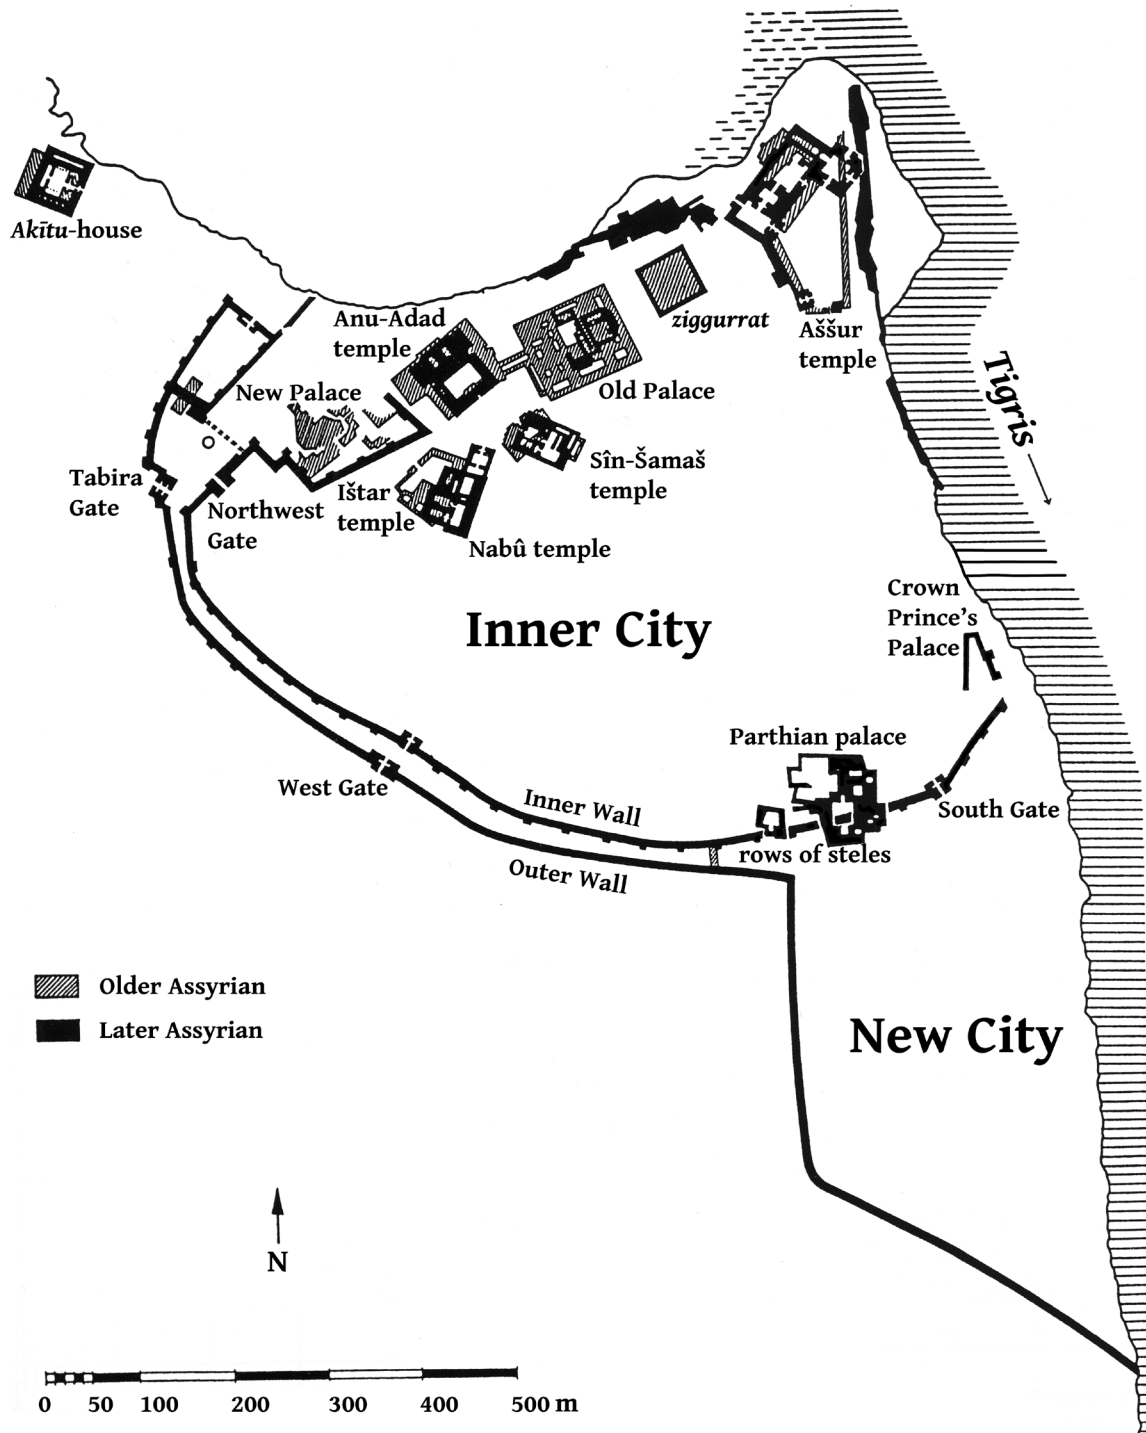 Akītu-house
Anu-Adad
temple
ziggurrat
Aššur
temple
New Palace
Old Palace
Tigris
Tabira
Gate
Northwest
Gate
Ištar
temple
Sîn-Šamaš
temple
Nabû temple
Inner City
Crown
Prince’s
Palace
Parthian palace
West Gate
Inner Wall
South Gate
rows of steles
Outer Wall
Older Assyrian
Later Assyrian
New City
N
0 50 100 200 300 400 500 m